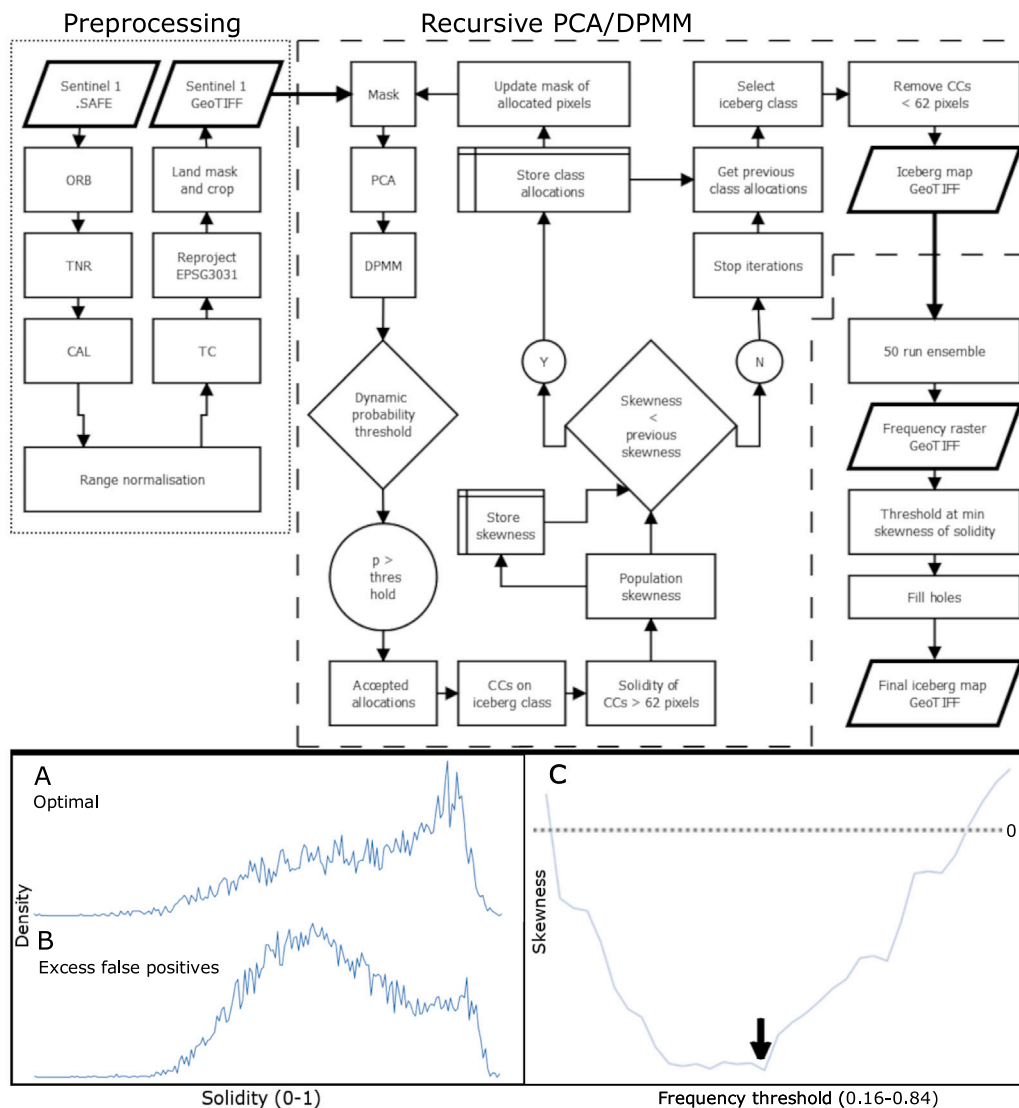 Preprocessing
Recursive PCA/DPMM
Sentinel 1
.SAFE
Sentinel 1
GeoTIFF
ORB
Land mask
and crop
TNR
Reproject
EPSG3031
CAL
TC
Range normalisation
Mask
Update mask of
allocated pixels
Select
iceberg class
Remove CCs
< 62 pixels
PCA
Store class
allocations
Get previous
class allocations
Iceberg map
GeoTIFF
DPMM
Stop iterations
Y
N
50 run ensemble
Dynamic
probability
threshold
Skewness
<
previous
skewness
Frequency raster
GeoTIFF
Store
skewness
Threshold at min
skewness of solidity
p >
thres
hold
Population
skewness
Fill holes
Accepted
allocations
CCs on
iceberg class
Solidity of
CCs > 62 pixels
Final iceberg map
GeoTIFF
A
Optimal
B
Excess false positives
Density
Solidity (0-1)
C
0
Skewness
Frequency threshold (0.16-0.84)